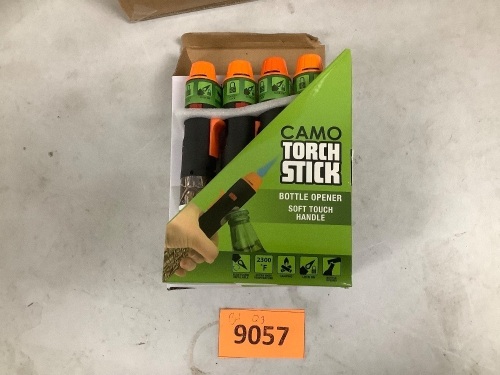 CAMO
TORCH
STICK
BOTTLE OPENER
SOFT TOUCH
HANDLE
2300
°F
9057